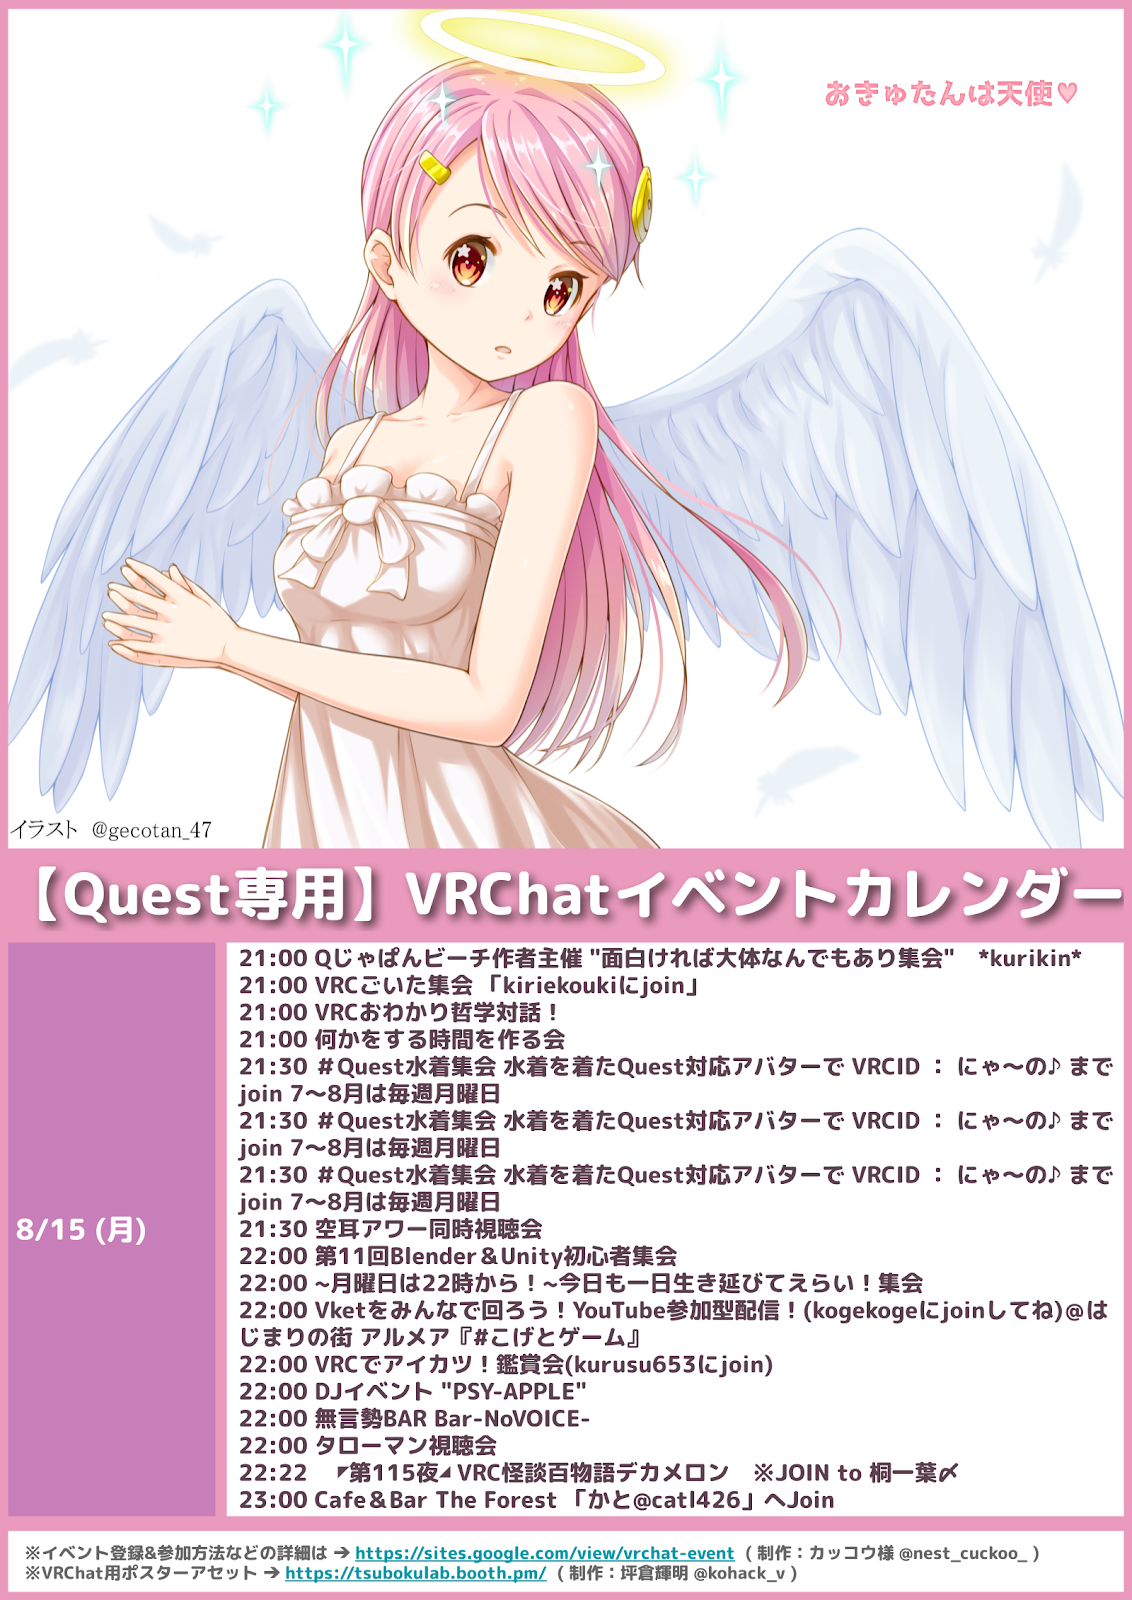 おきゅたんは天使♥
イラスト @gecotan_47
【Quest専用】VRChatイベントカレンダー
8/15 (月)
21:00 Qじゃぱんビーチ作者主催 "面白ければ大体なんでもあり集会" *kurikin*
21:00 VRCごいた集会 「kiriekoukiにjoin」
21:00 VRCおわかり哲学対話！
21:00 何かをする時間を作る会
21:30 ＃Quest水着集会 水着を着たQuest対応アバターで VRCID ： にゃ～の♪ まで
join 7～8月は毎週月曜日
21:30 ＃Quest水着集会 水着を着たQuest対応アバターで VRCID ： にゃ～の♪ まで
join 7～8月は毎週月曜日
21:30 ＃Quest水着集会 水着を着たQuest対応アバターで VRCID ： にゃ～の♪ まで
join 7～8月は毎週月曜日
21:30 空耳アワー同時視聴会
22:00 第11回Blender＆Unity初心者集会
22:00 ~月曜日は22時から！~今日も一日生き延びてえらい！集会
22:00 Vketをみんなで回ろう！YouTube参加型配信！(kogekogeにjoinしてね)@は
じまりの街 アルメア『#こげとゲーム』
22:00 VRCでアイカツ！鑑賞会(kurusu653にjoin)
22:00 DJイベント "PSY-APPLE"
22:00 無言勢BAR Bar-NoVOICE-
22:00 タローマン視聴会
22:22 ◤第115夜◢ VRC怪談百物語デカメロン ※JOIN to 桐一葉〆
23:00 Cafe＆Bar The Forest 「かと@catl426」へJoin
※イベント登録&参加方法などの詳細は → https://sites.google.com/view/vrchat-event ( 制作：カッコウ様 @nest_cuckoo_ )
※VRChat用ポスターアセット → https://tsubokulab.booth.pm/ ( 制作：坪倉輝明 @kohack_v )